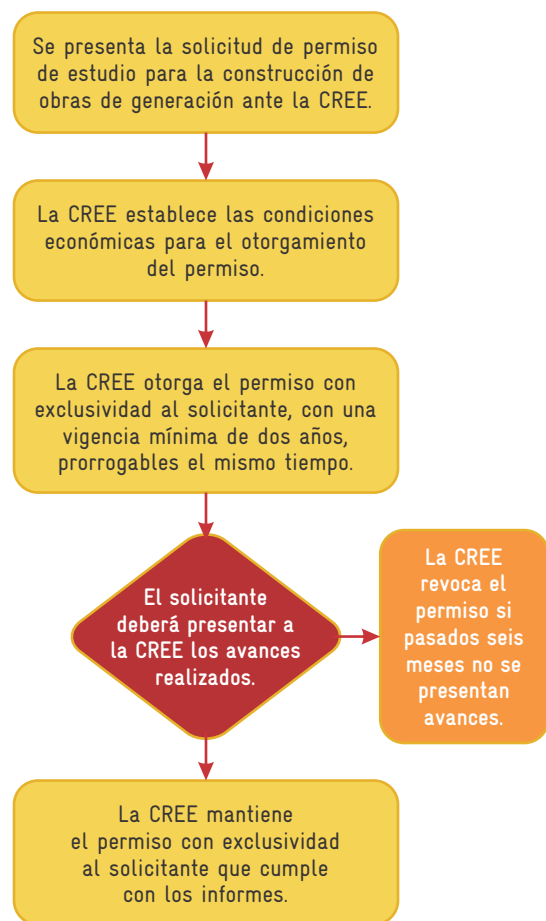 Se presenta la solicitud de permiso
de estudio para la construcción de
obras de generación ante la CREE.
La CREE establece las condiciones
económicas para el otorgamiento
del permiso.
La CREE otorga el permiso con
exclusividad al solicitante, con una
vigencia mínima de dos años,
prorrogables el mismo tiempo.
El solicitante
deberá presentar a
la CREE los avances
realizados.
La CREE
revoca el
permiso si
pasados seis
meses no se
presentan
avances.
La CREE mantiene
el permiso con exclusividad
al solicitante que cumple
con los informes.